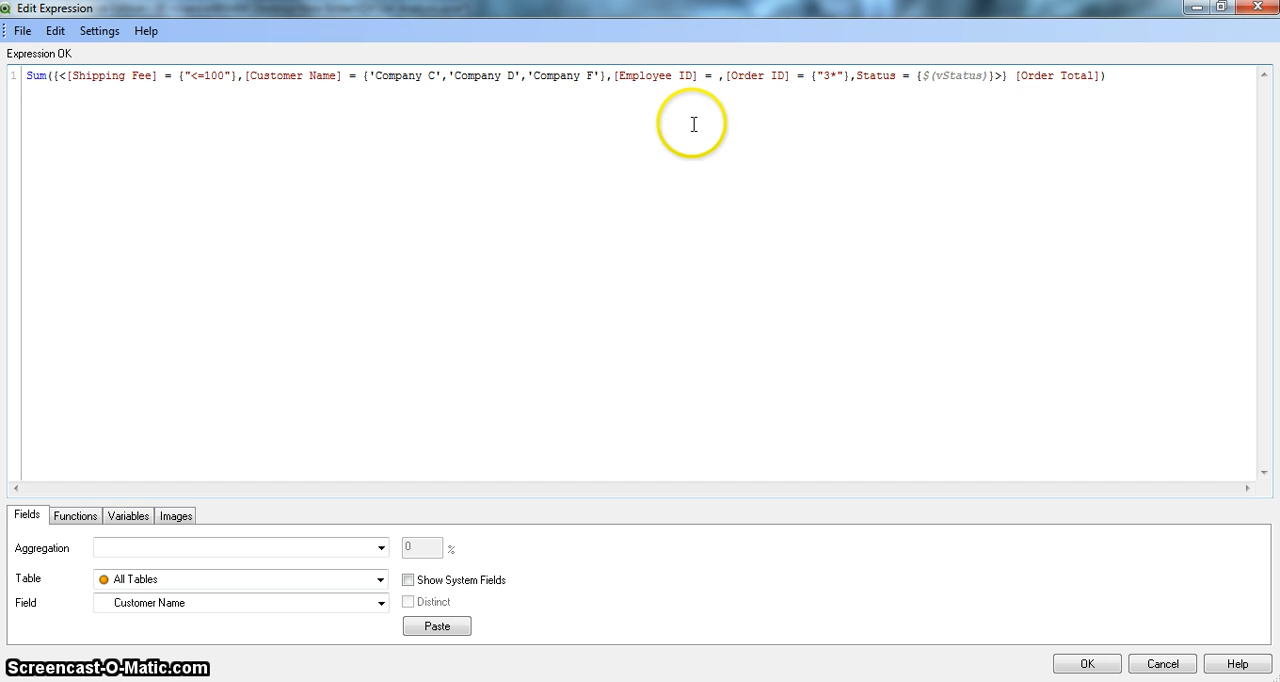 Edit Expression
File Edit Settings Help
Expression OK
1 Sum({<[Shipping Fee] = {"<=100"},[Customer Name] = {'Company C','Company D','Company F'},[Employee ID] = ,[Order ID] = {"3*"},Status = {$(vStatus)}>} [Order Total])
Fields Functions Variables Images
Aggregation 0 %
Table All Tables Show System Fields
Field Customer Name Distinct
Paste
Screencast-O-Matic.com OK Cancel Help